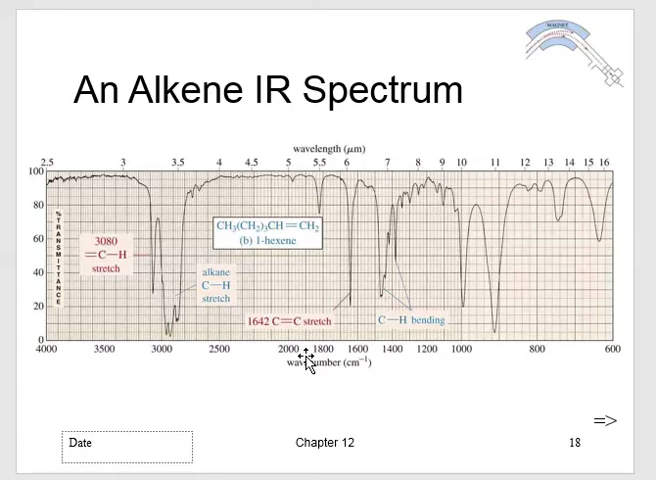 MAGNET
An Alkene IR Spectrum
wavelength (μm)
2.5 3 3.5 4 4.5 5 5.5 6 7 8 9 10 11 12 13 14 15 16
100
80
60
40
20
0
%TRANSMITTANCE
3080
=C—H
stretch
alkane
C—H
stretch
CH₃(CH₂)₃CH=CH₂
(b) 1-hexene
1642 C=C stretch
C—H bending
4000 3500 3000 2500 2000 1800 1600 1400 1200 1000 800 600
wavenumber (cm⁻¹)
=>
Date
Chapter 12
18